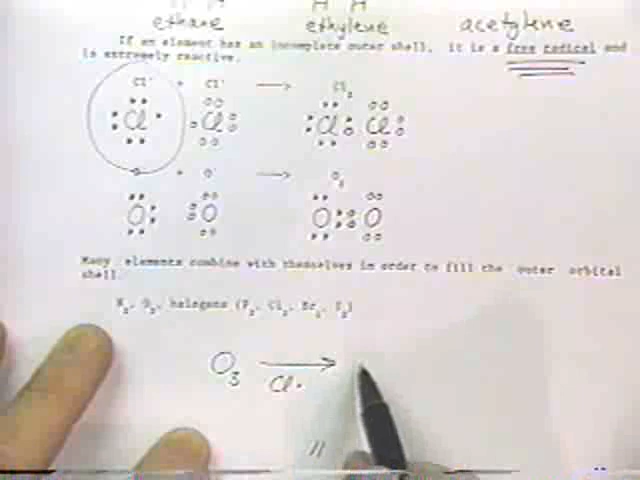 H H
ethane ethylene acetylene
If an element has an incomplete outer shell, it is a free radical and
is extremely reactive.
Cl· + Cl· → Cl2
Cl Cl Cl Cl
+ O → O2
O O O O
Many elements combine with themselves in order to fill the outer orbital
shell.
O2, halogens (F2, Cl2, Br2, I2)
O3 →
Cl·